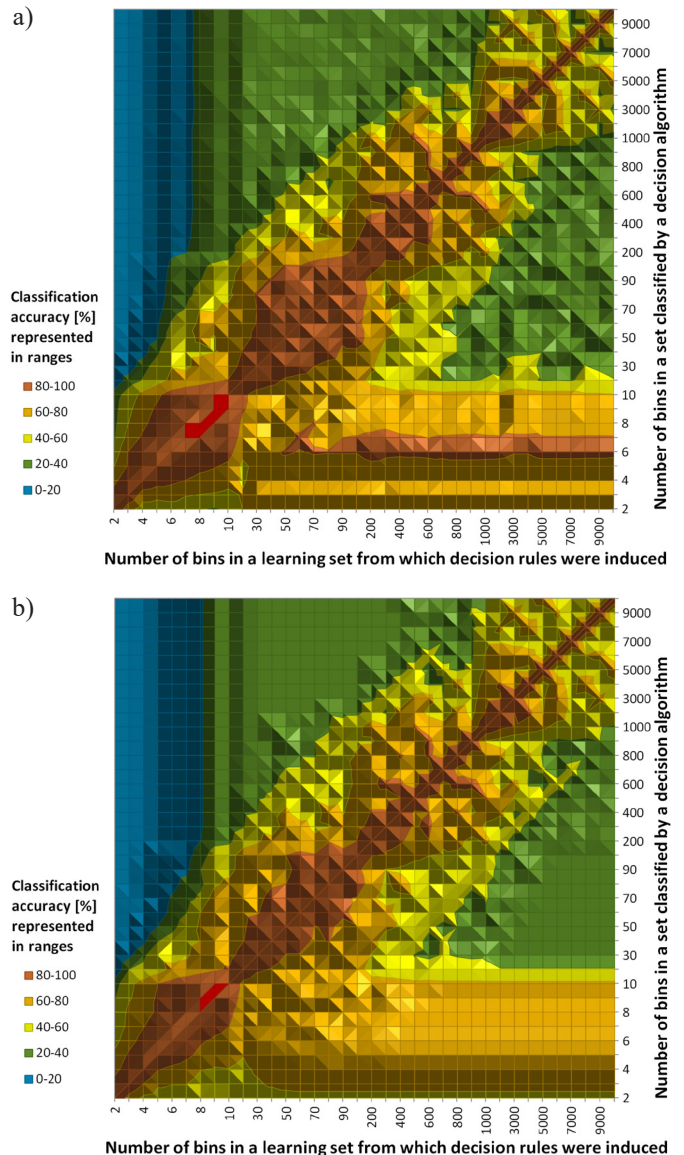 a)
9000
7000
5000
3000
1000
800
600
400
200
90
70
50
30
10
8
6
4
2
Number of bins in a set classified by a decision algorithm
Classification
accuracy [%]
represented
in ranges
80-100
60-80
40-60
20-40
0-20
2 4 6 8 10 30 50 70 90 200 400 600 800 1000 3000 5000 7000 9000
Number of bins in a learning set from which decision rules were induced
b)
9000
7000
5000
3000
1000
800
600
400
200
90
70
50
30
10
8
6
4
2
Number of bins in a set classified by a decision algorithm
Classification
accuracy [%]
represented
in ranges
80-100
60-80
40-60
20-40
0-20
2 4 6 8 10 30 50 70 90 200 400 600 800 1000 3000 5000 7000 9000
Number of bins in a learning set from which decision rules were induced